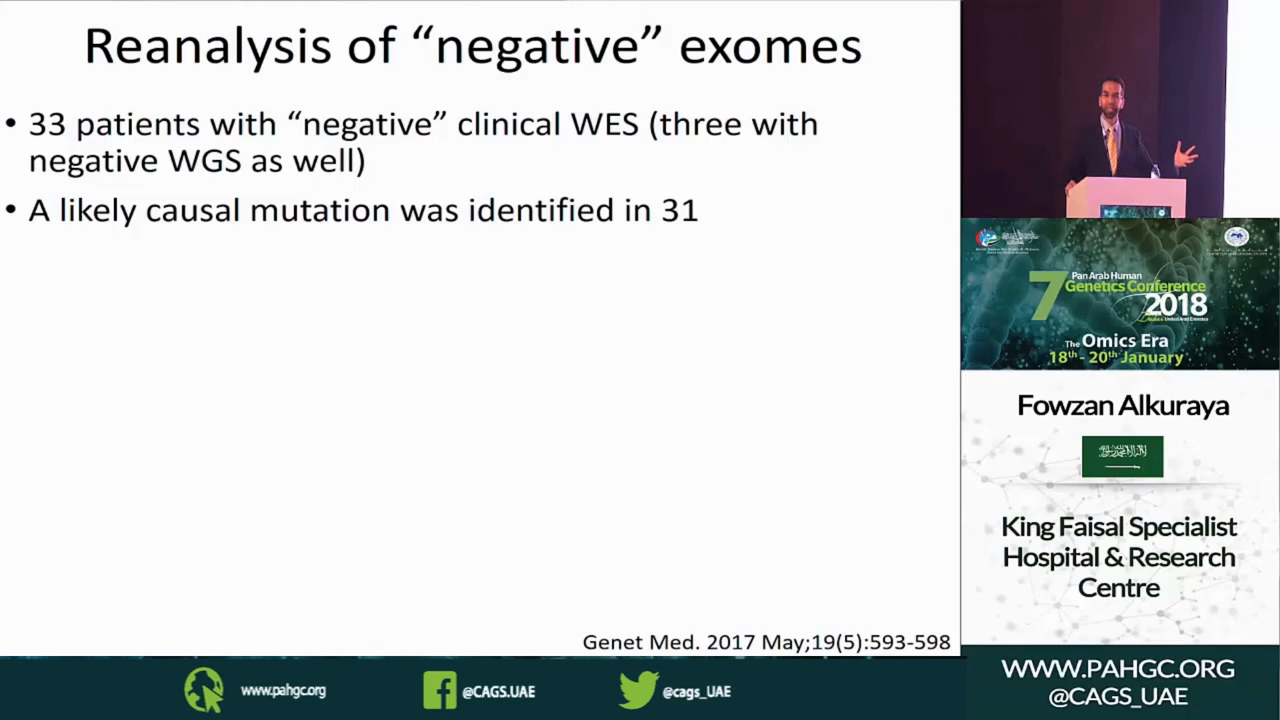 Reanalysis of “negative” exomes
• 33 patients with “negative” clinical WES (three with
negative WGS as well)
• A likely causal mutation was identified in 31
Genet Med. 2017 May;19(5):593-598
7
Pan Arab Human
Genetics Conference
2018
The Omics Era
18th - 20th January
Fowzan Alkuraya
King Faisal Specialist
Hospital & Research
Centre
WWW.PAHGC.ORG
@CAGS_UAE
www.pahgc.org
@CAGS.UAE
@cags_UAE